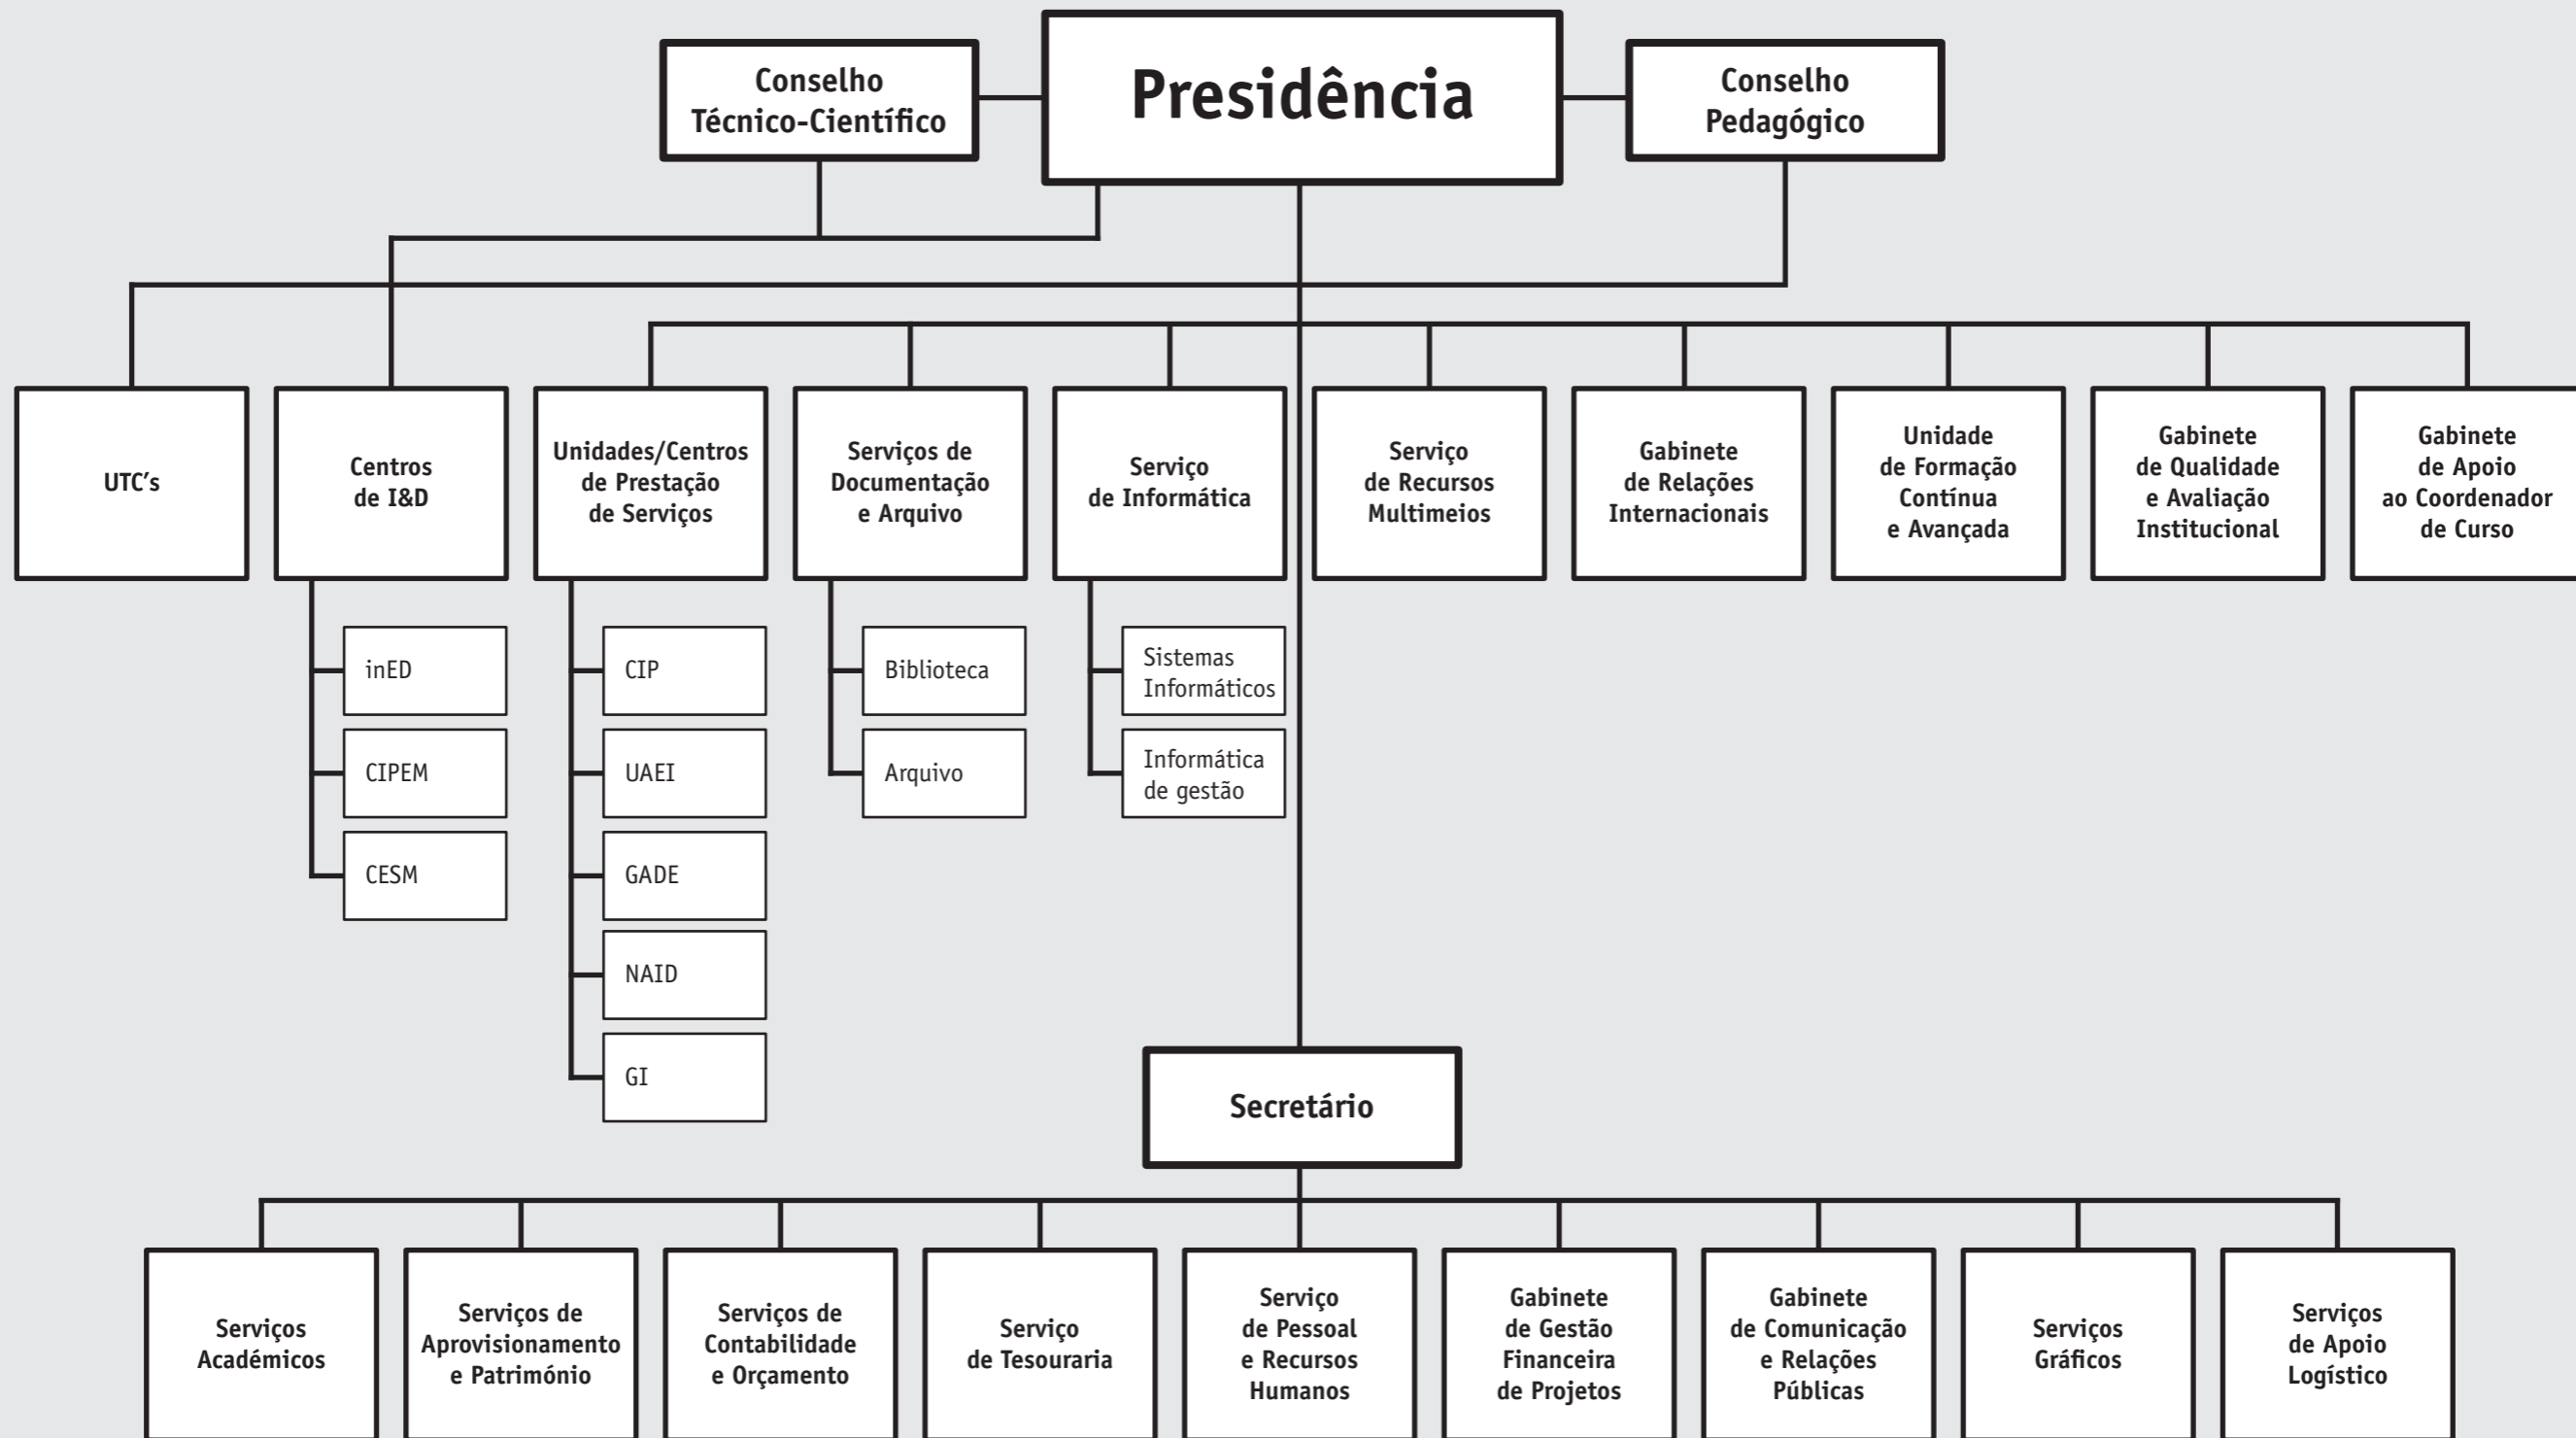 Conselho
Técnico-Científico
Presidência
Conselho
Pedagógico
UTC's
Centros
de I&D
Unidades/Centros
de Prestação
de Serviços
Serviços de
Documentação
e Arquivo
Serviço
de Informática
Serviço
de Recursos
Multimeios
Gabinete
de Relações
Internacionais
Unidade
de Formação
Contínua
e Avançada
Gabinete
de Qualidade
e Avaliação
Institucional
Gabinete
de Apoio
ao Coordenador
de Curso
inED
CIPEM
CESM
CIP
UAEI
GADE
NAID
GI
Biblioteca
Arquivo
Sistemas
Informáticos
Informática
de gestão
Secretário
Serviços
Académicos
Serviços de
Aprovisionamento
e Património
Serviços de
Contabilidade
e Orçamento
Serviço
de Tesouraria
Serviço
de Pessoal
e Recursos
Humanos
Gabinete
de Gestão
Financeira
de Projetos
Gabinete
de Comunicação
e Relações
Públicas
Serviços
Gráficos
Serviços
de Apoio
Logístico